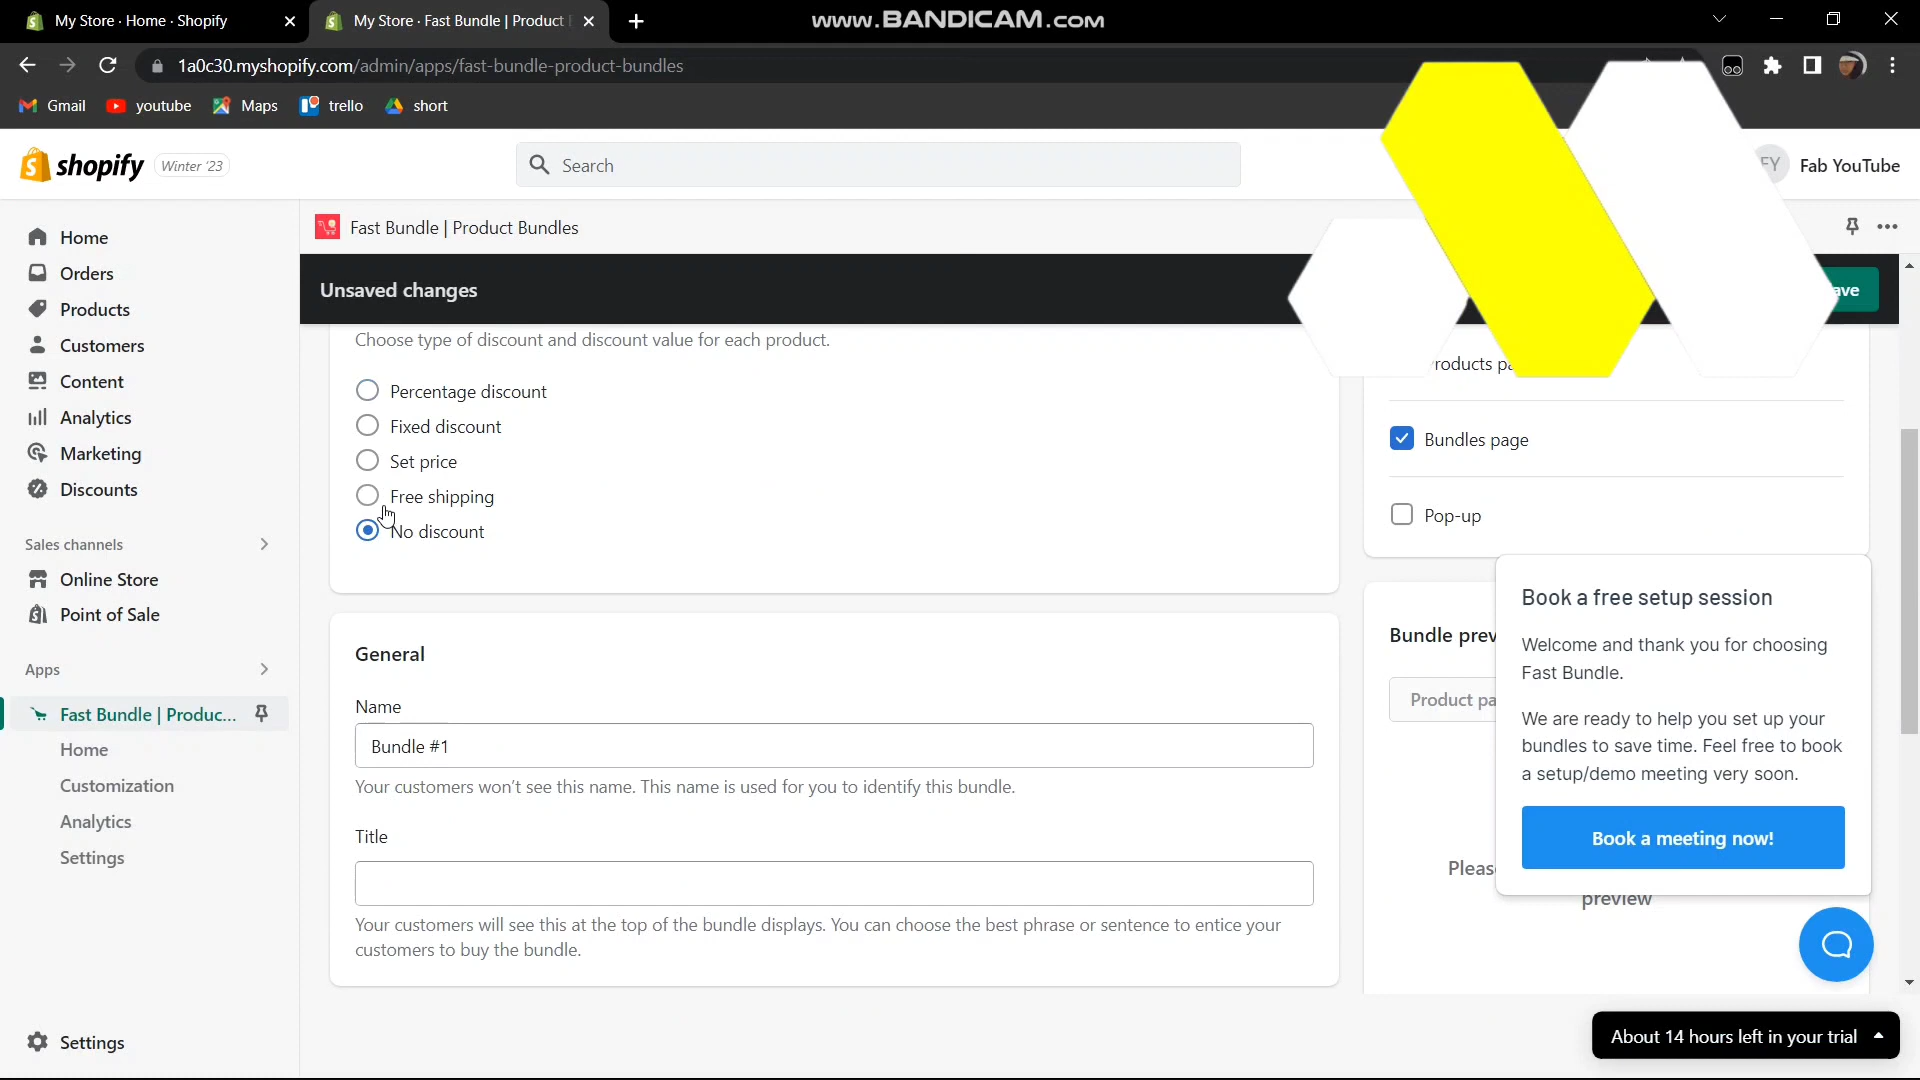 My Store · Home · Shopify
My Store · Fast Bundle | Product
www.BANDICAM.com
1a0c30.myshopify.com/admin/apps/fast-bundle-product-bundles
Gmail
youtube
Maps
trello
short
shopify
Winter '23
Search
FY
Fab YouTube
Home
Orders
Products
Customers
Content
Analytics
Marketing
Discounts
Sales channels
Online Store
Point of Sale
Apps
Fast Bundle | Produc...
Home
Customization
Analytics
Settings
Settings
Fast Bundle | Product Bundles
Unsaved changes
ave
Choose type of discount and discount value for each product.
Percentage discount
Fixed discount
Set price
Free shipping
No discount
General
Name
Bundle #1
Your customers won't see this name. This name is used for you to identify this bundle.
Title
Your customers will see this at the top of the bundle displays. You can choose the best phrase or sentence to entice your
customers to buy the bundle.
roducts pa
Bundles page
Pop-up
Bundle prev
Product pa
Pleas
preview
Book a free setup session
Welcome and thank you for choosing
Fast Bundle.
We are ready to help you set up your
bundles to save time. Feel free to book
a setup/demo meeting very soon.
Book a meeting now!
About 14 hours left in your trial